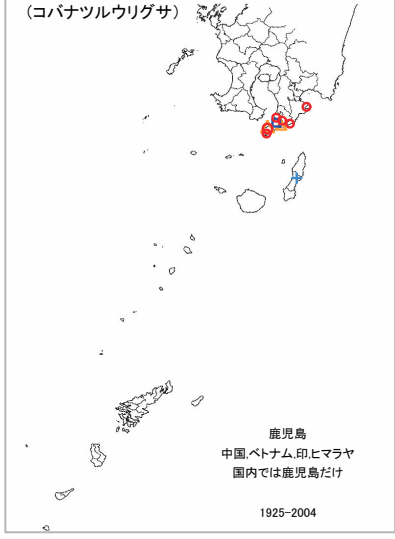 (コバナツルウリグサ)
鹿児島
中国,ベトナム,印,ヒマラヤ
国内では鹿児島だけ
1925-2004